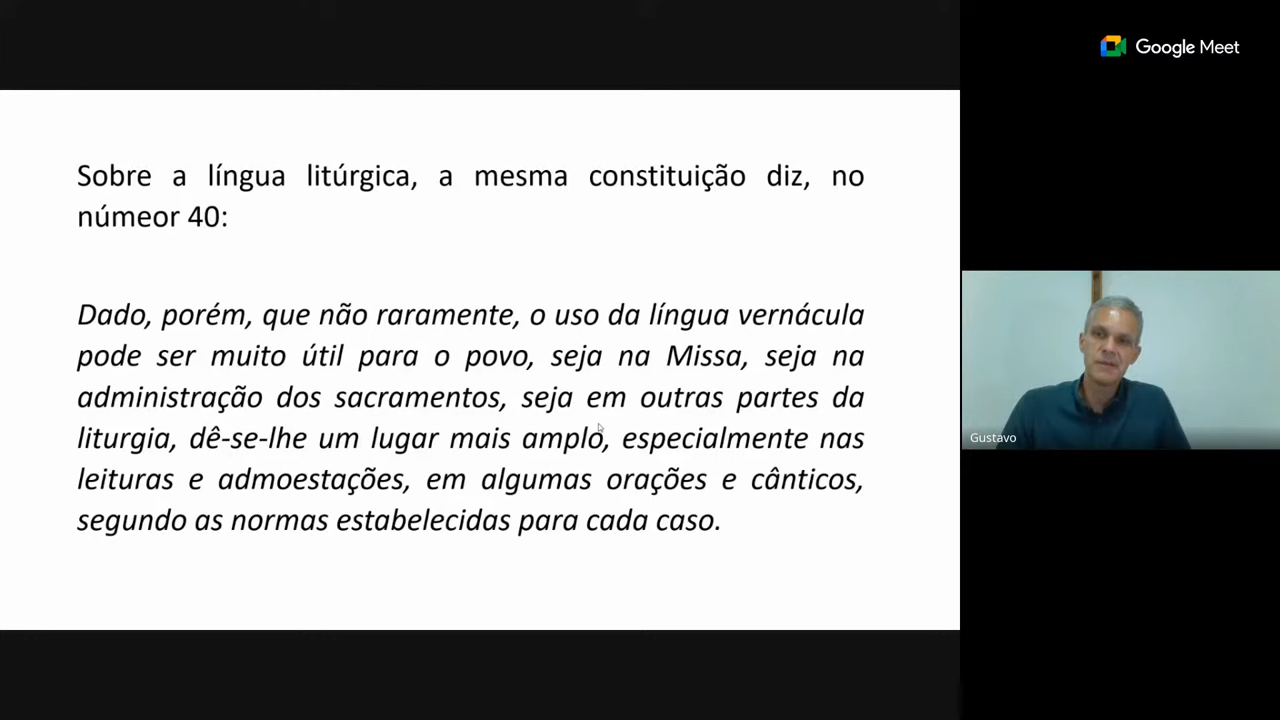 Google Meet
Sobre a língua litúrgica, a mesma constituição diz, no
númeor 40:
Dado, porém, que não raramente, o uso da língua vernácula
pode ser muito útil para o povo, seja na Missa, seja na
administração dos sacramentos, seja em outras partes da
liturgia, dê-se-lhe um lugar mais amplo, especialmente nas
leituras e admoestações, em algumas orações e cânticos,
segundo as normas estabelecidas para cada caso.
Gustavo